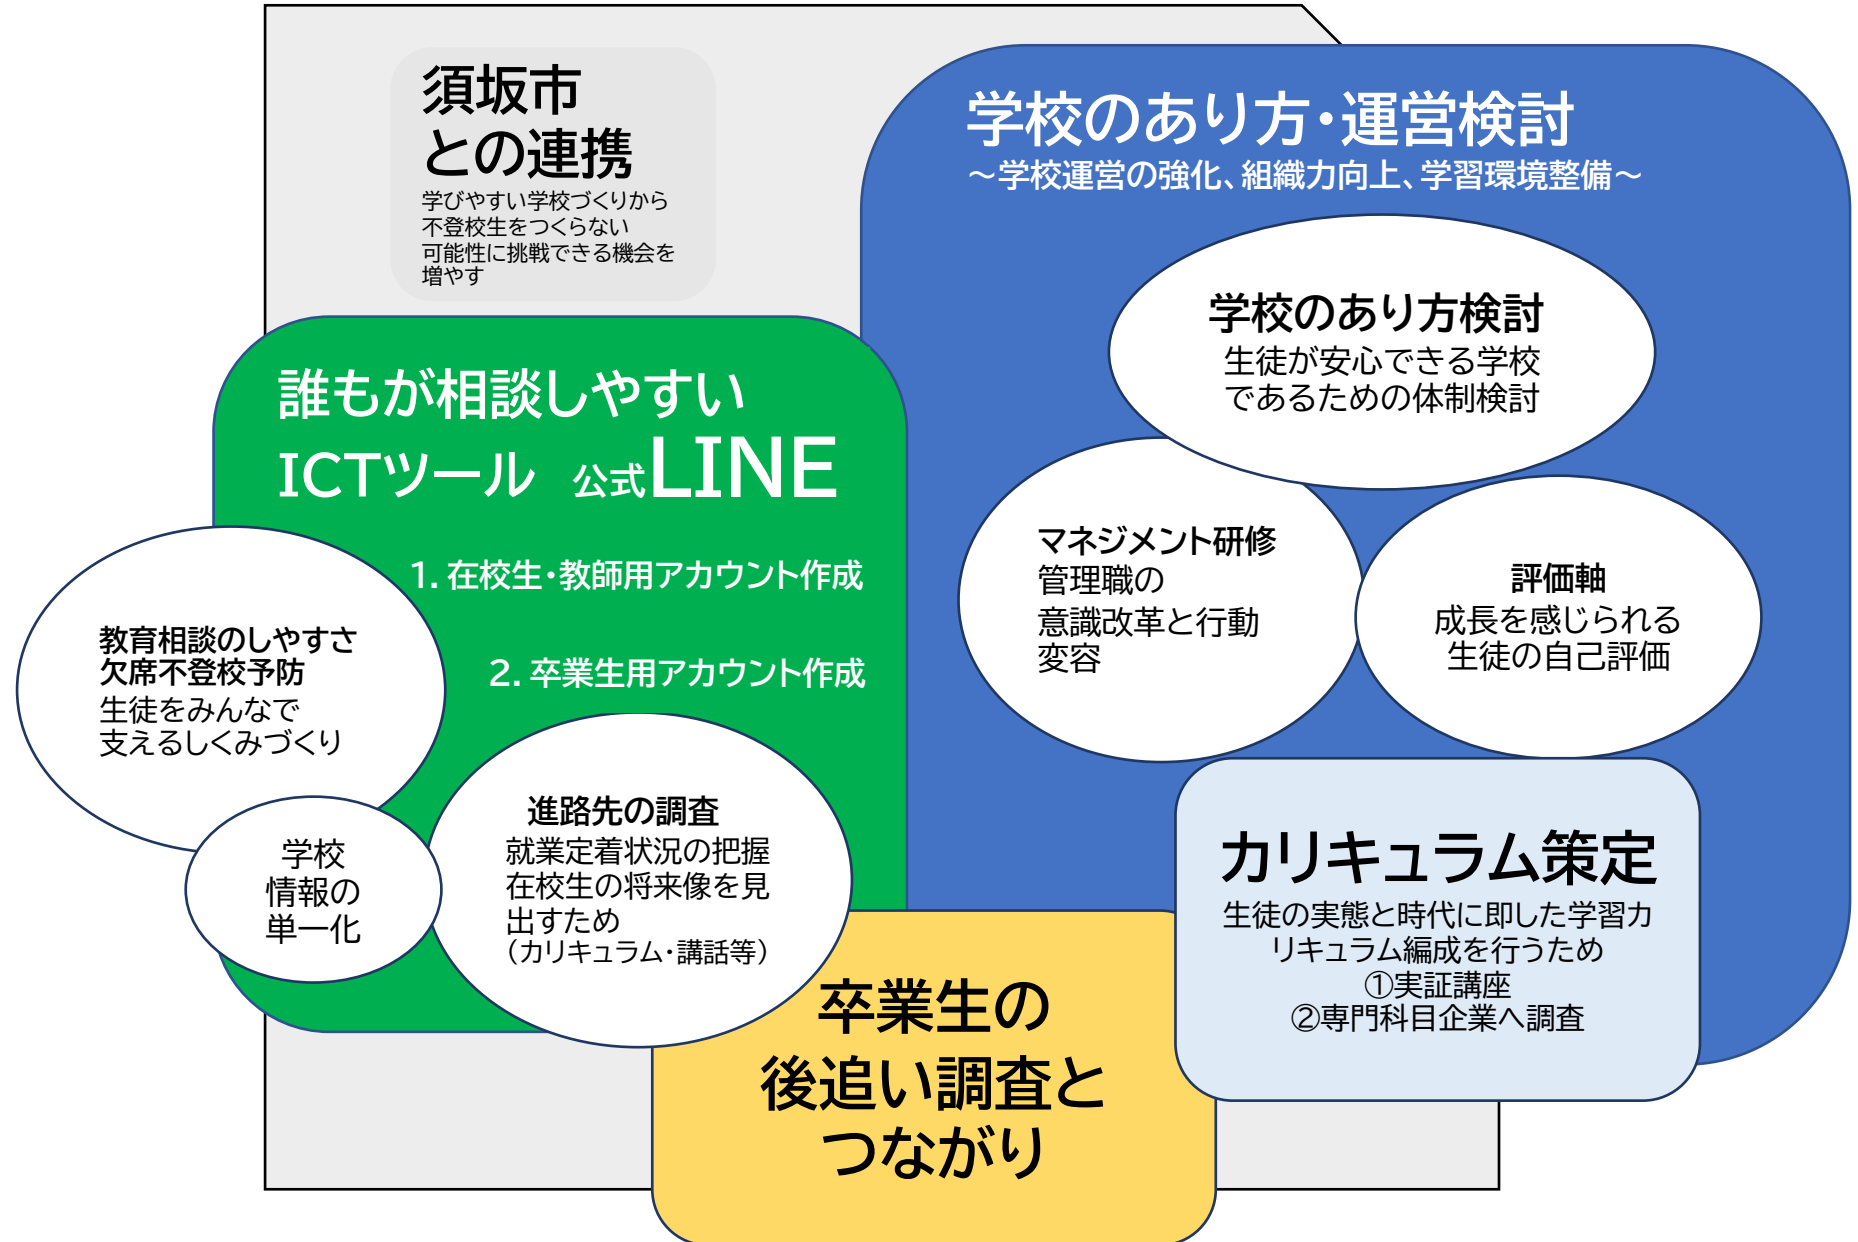 須坂市
との連携
学びやすい学校づくりから
不登校生をつくらない
可能性に挑戦できる機会を
増やす
学校のあり方・運営検討
～学校運営の強化、組織力向上、学習環境整備～
学校のあり方検討
生徒が安心できる学校
であるための体制検討
マネジメント研修
管理職の
意識改革と行動
変容
評価軸
成長を感じられる
生徒の自己評価
誰もが相談しやすい
ICTツール 公式LINE
1. 在校生・教師用アカウント作成
2. 卒業生用アカウント作成
教育相談のしやすさ
欠席不登校予防
生徒をみんなで
支えるしくみづくり
学校
情報の
単一化
進路先の調査
就業定着状況の把握
在校生の将来像を見
出すため
（カリキュラム・講話等）
カリキュラム策定
生徒の実態と時代に即した学習カ
リキュラム編成を行うため
①実証講座
②専門科目企業へ調査
卒業生の
後追い調査と
つながり